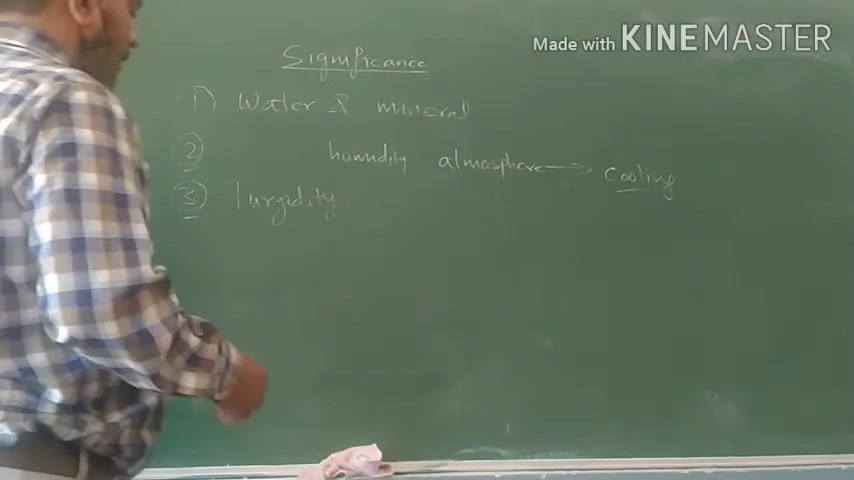 Made with KINEMASTER
Significance
1) Water & mineral
2 humidity atmosphere → cooling
3 Turgidity